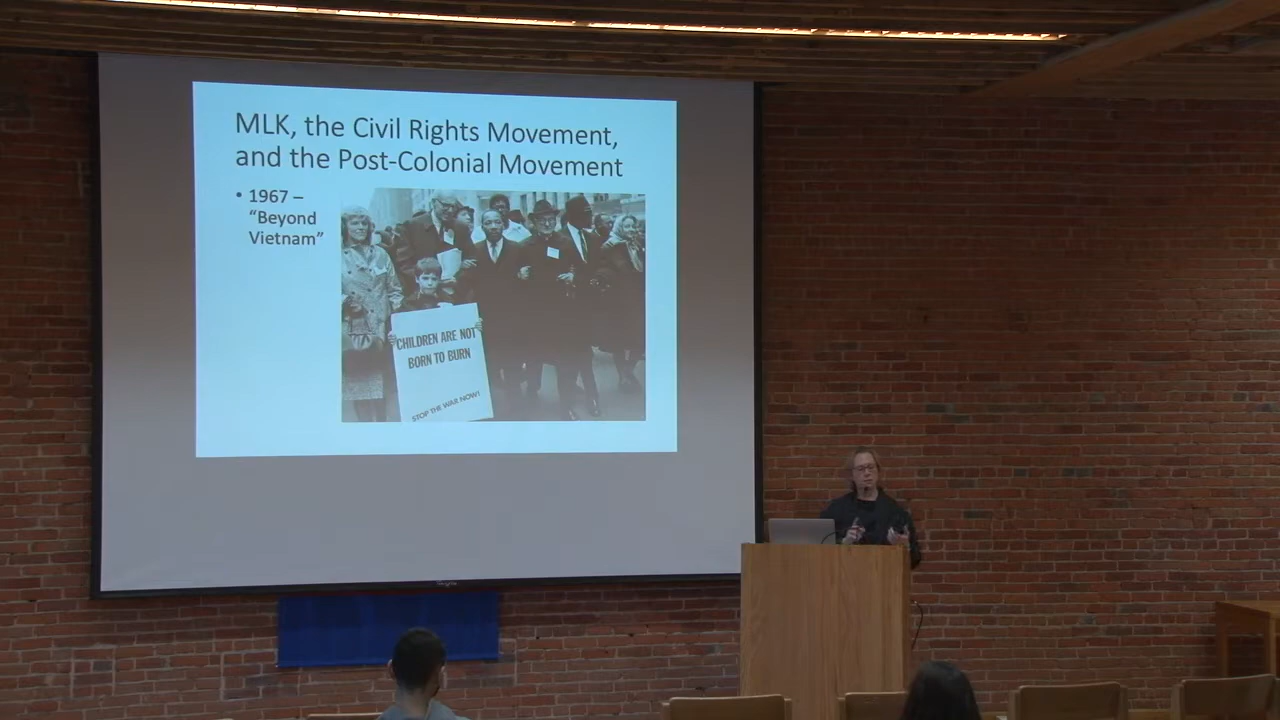 MLK, the Civil Rights Movement,
and the Post-Colonial Movement
• 1967 –
“Beyond
Vietnam”
CHILDREN ARE NOT
BORN TO BURN
STOP THE WAR NOW!